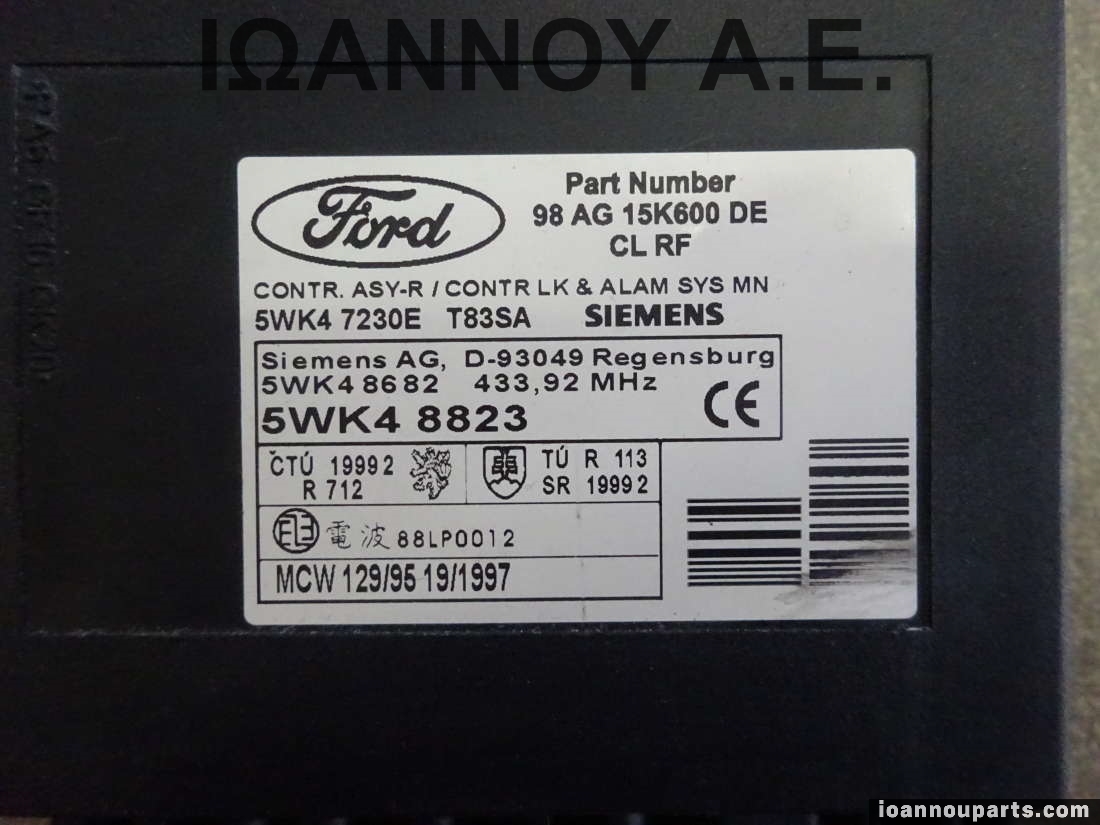 ΙΩΑΝΝΟΥ Α.Ε.
Ford
Part Number
98 AG 15K600 DE
CL RF
CONTR. ASY-R / CONTR LK & ALAM SYS MN
5WK4 7230E T83SA SIEMENS
Siemens AG, D-93049 Regensburg
5WK48682 433,92 MHz
5WK4 8823
CE
ČTÚ 1999 2
R 712
TÚ R 113
SR 1999 2
電波 88LP0012
MCW 129/95 19/1997
ioannouparts.com